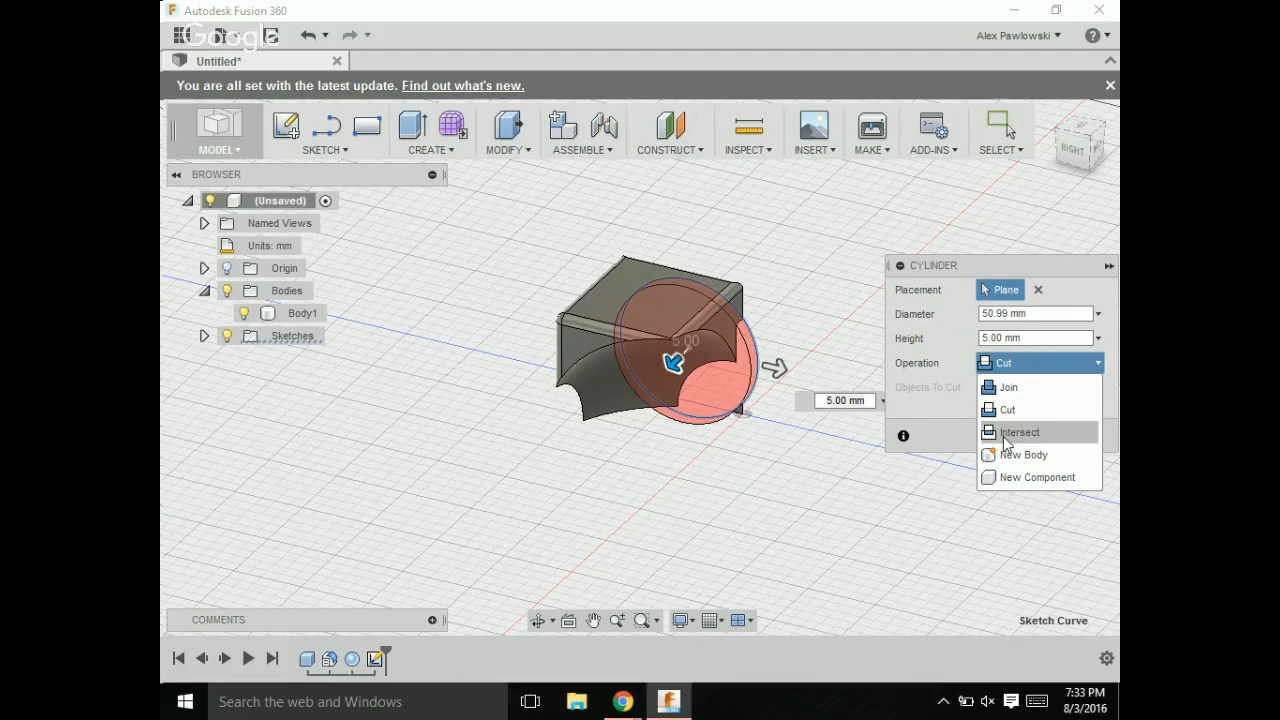 Autodesk Fusion 360
Google
Alex Pawlowski
Untitled*
You are all set with the latest update. Find out what's new.
MODEL
SKETCH
CREATE
MODIFY
ASSEMBLE
CONSTRUCT
INSPECT
INSERT
MAKE
ADD-INS
SELECT
RIGHT
BROWSER
(Unsaved)
Named Views
Units: mm
Origin
Bodies
Body1
Sketches
5.00
5.00 mm
CYLINDER
Placement Plane
Diameter 50.99 mm
Height 5.00 mm
Operation Cut
Objects To Cut
Join
Cut
Intersect
New Body
New Component
COMMENTS
Sketch Curve
Search the web and Windows
7:33 PM
8/3/2016